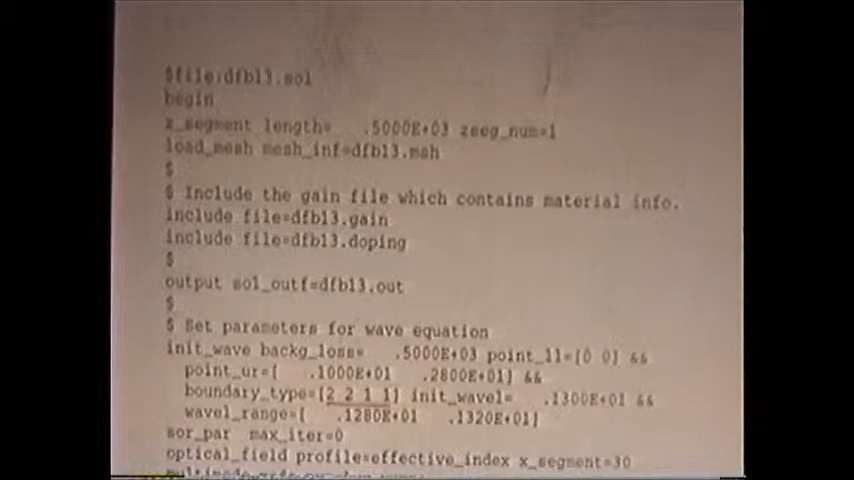 $file:dfb13.sol
begin
z_segment_length= .5000E+03 zseg_num=1
load_mesh mesh_inf=dfb13.msh
$
$ Include the gain file which contains material info.
include file=dfb13.gain
include file=dfb13.doping
$
output sol_outf=dfb13.out
$
$ Set parameters for wave equation
init_wave backg_loss= .5000E+03 point_ll=[0 0] &&
point_ur=[ .1000E+01 .2800E+01] &&
boundary_type=[2 2 1 1] init_wavel= .1300E+01 &&
wavel_range=[ .1280E+01 .1320E+01]
sor_par max_iter=0
optical_field profile=effective_index x_segment=30